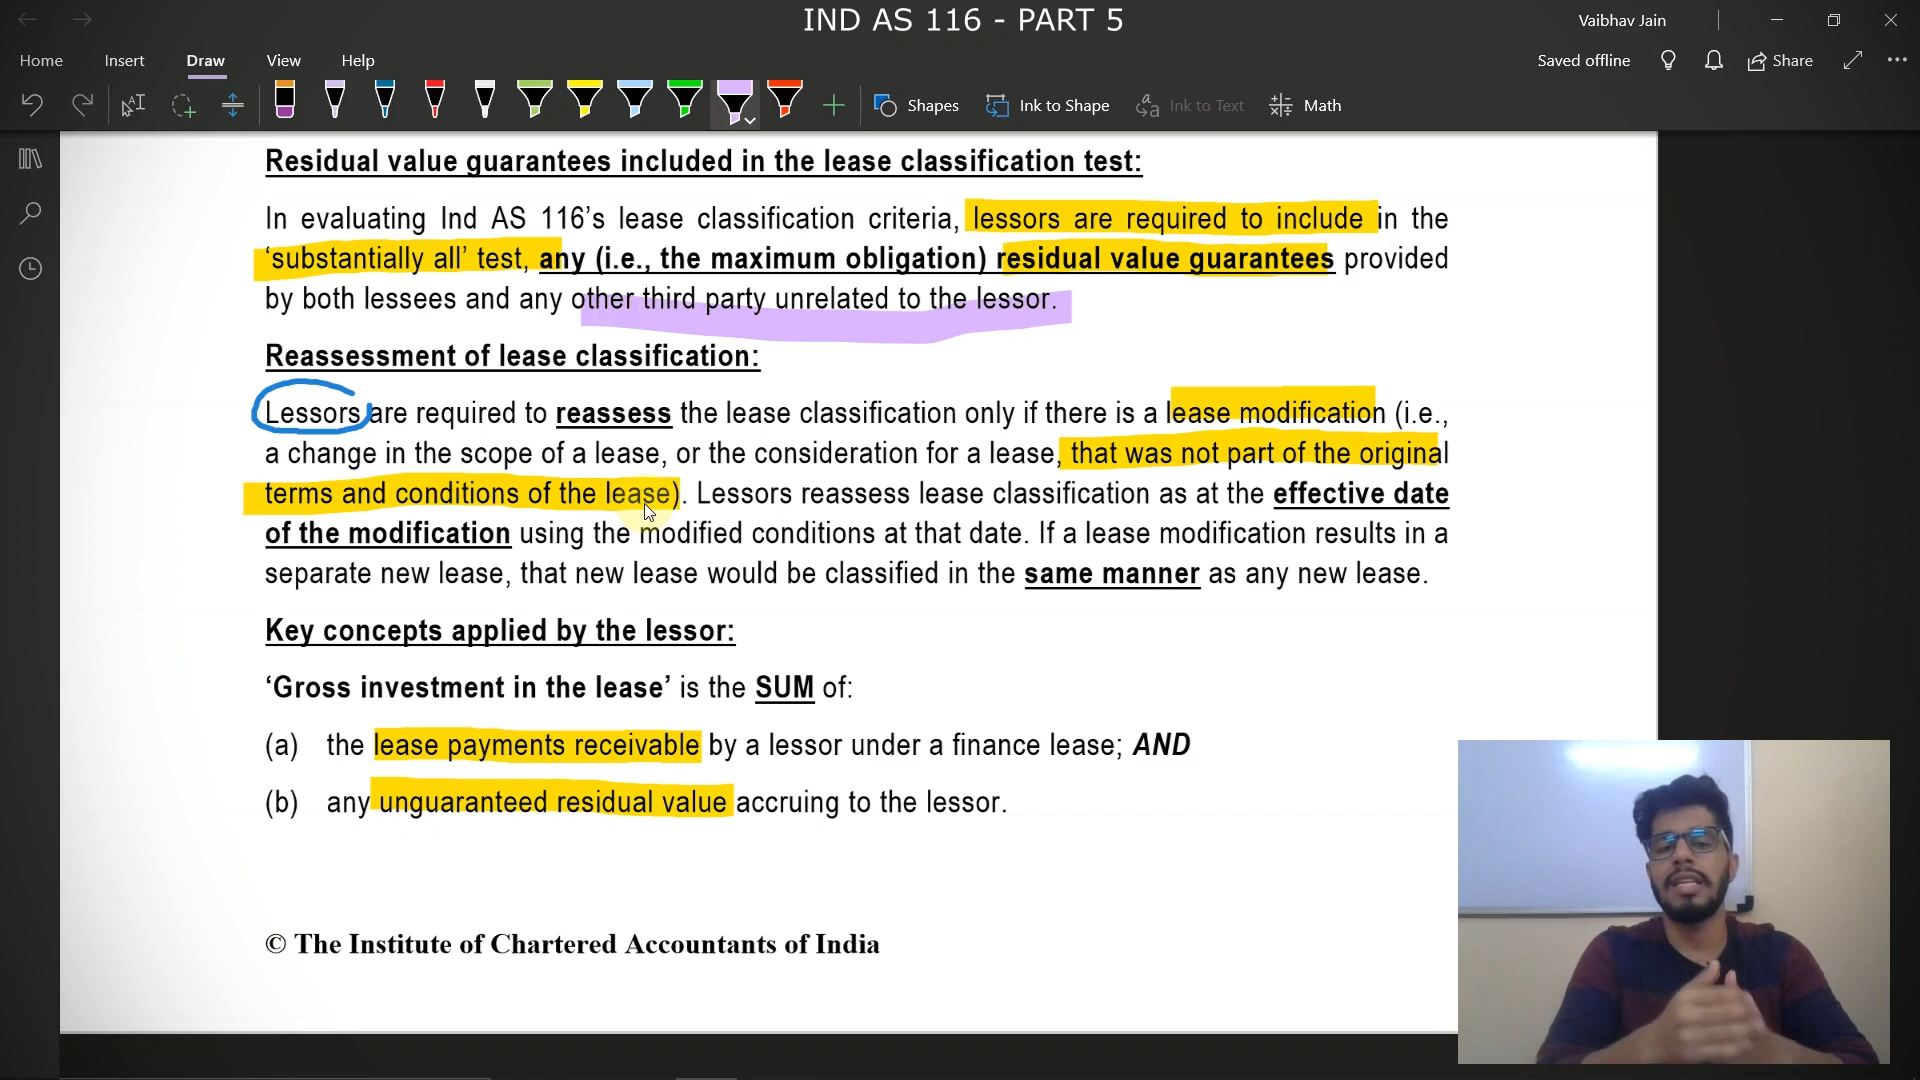 IND AS 116 - PART 5
Vaibhav Jain
Home Insert Draw View Help
Saved offline
Share
Shapes
Ink to Shape
Ink to Text
Math
Residual value guarantees included in the lease classification test:
In evaluating Ind AS 116’s lease classification criteria, lessors are required to include in the
‘substantially all’ test, any (i.e., the maximum obligation) residual value guarantees provided
by both lessees and any other third party unrelated to the lessor.
Reassessment of lease classification:
Lessors are required to reassess the lease classification only if there is a lease modification (i.e.,
a change in the scope of a lease, or the consideration for a lease, that was not part of the original
terms and conditions of the lease). Lessors reassess lease classification as at the effective date
of the modification using the modified conditions at that date. If a lease modification results in a
separate new lease, that new lease would be classified in the same manner as any new lease.
Key concepts applied by the lessor:
‘Gross investment in the lease’ is the SUM of:
(a) the lease payments receivable by a lessor under a finance lease; AND
(b) any unguaranteed residual value accruing to the lessor.
© The Institute of Chartered Accountants of India